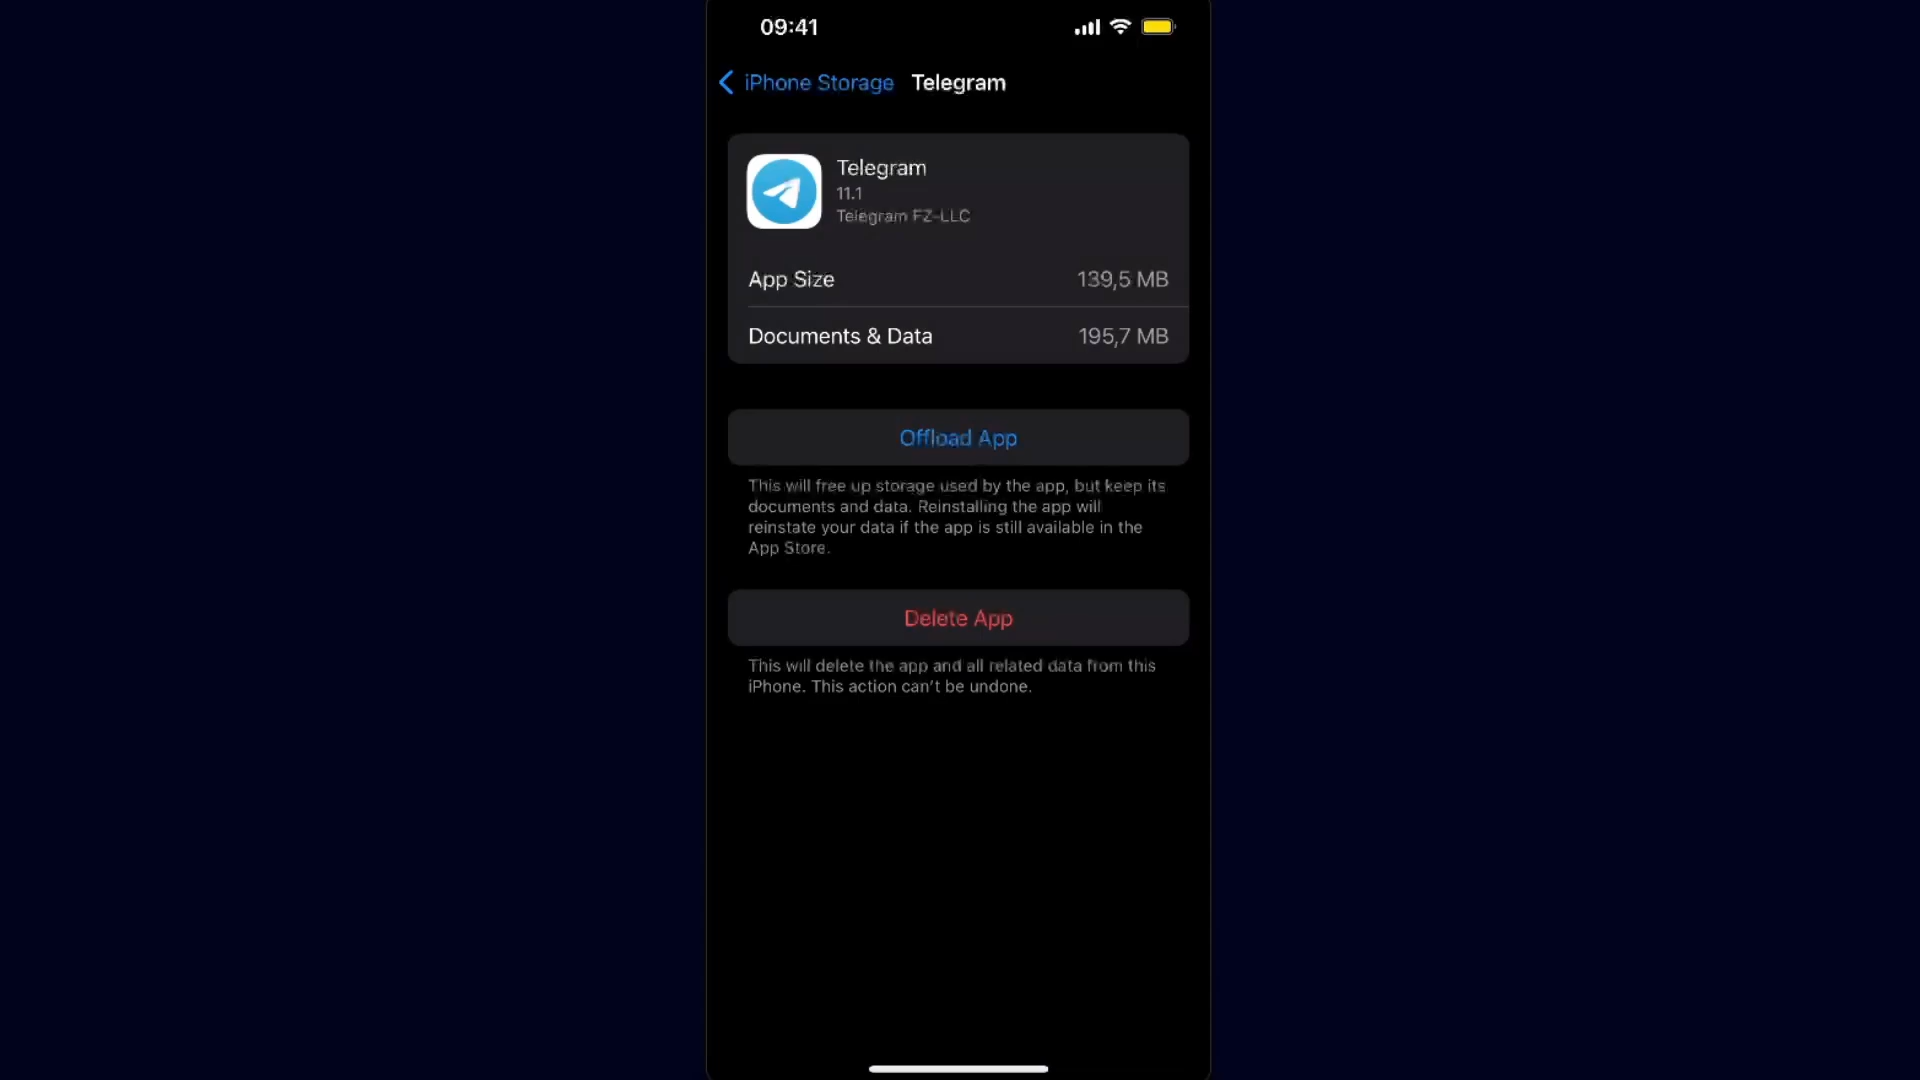 09:41
iPhone Storage Telegram
Telegram
11.1
Telegram FZ-LLC
App Size 139,5 MB
Documents & Data 195,7 MB
Offload App
This will free up storage used by the app, but keep its
documents and data. Reinstalling the app will
reinstate your data if the app is still available in the
App Store.
Delete App
This will delete the app and all related data from this
iPhone. This action can't be undone.